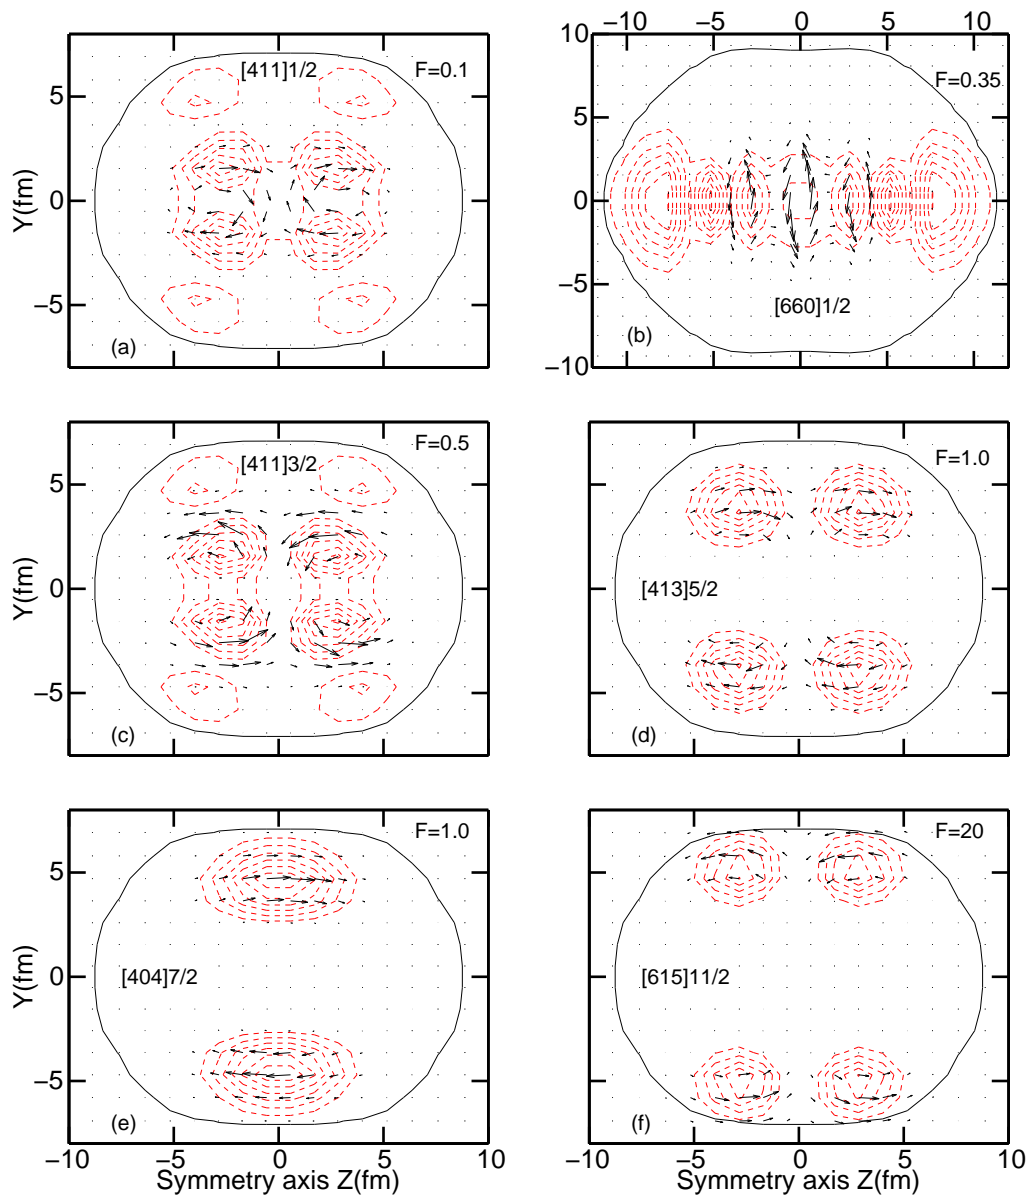 −10 −5 0 5 10
[411]1/2 F=0.1
5
0
−5
Y(fm)
(a)
10
5
0
−5
−10
F=0.35
[660]1/2
(b)
[411]3/2 F=0.5
5
0
−5
Y(fm)
(c)
F=1.0
[413]5/2
(d)
F=1.0
5
0
−5
Y(fm)
[404]7/2
(e)
−10 −5 0 5 10
Symmetry axis Z(fm)
F=20
[615]11/2
(f)
−5 0 5 10
Symmetry axis Z(fm)